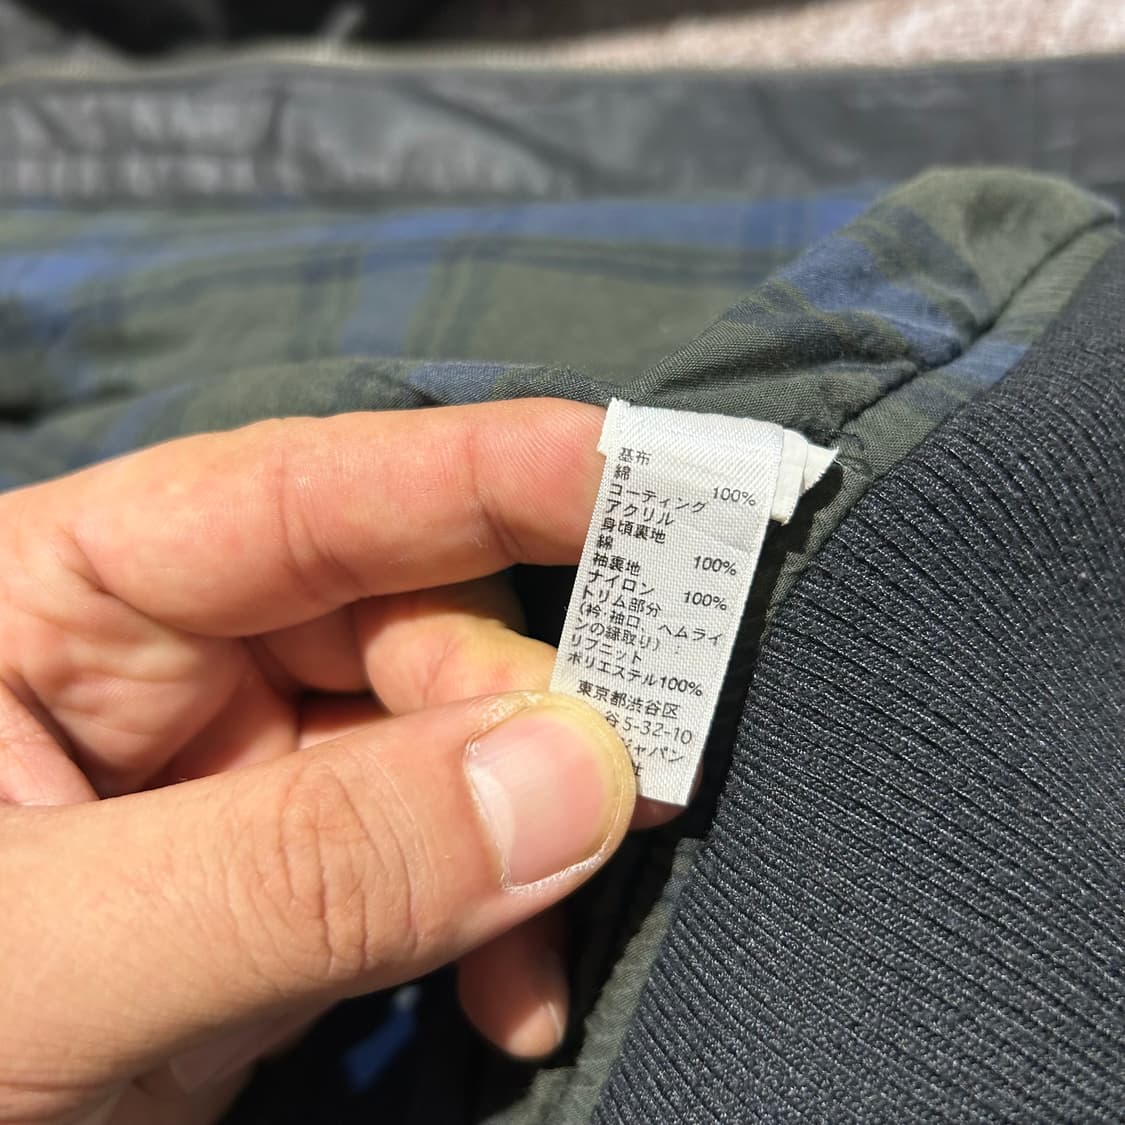 基布
綿 100%
コーティング
アクリル
身頃裏地
綿 100%
袖裏地
ナイロン 100%
トリム部分
(衿、袖口、ヘムライ
ンの縁取り):
リブニット
ポリエステル100%
東京都渋谷区
谷5-32-10
ジャパン
社